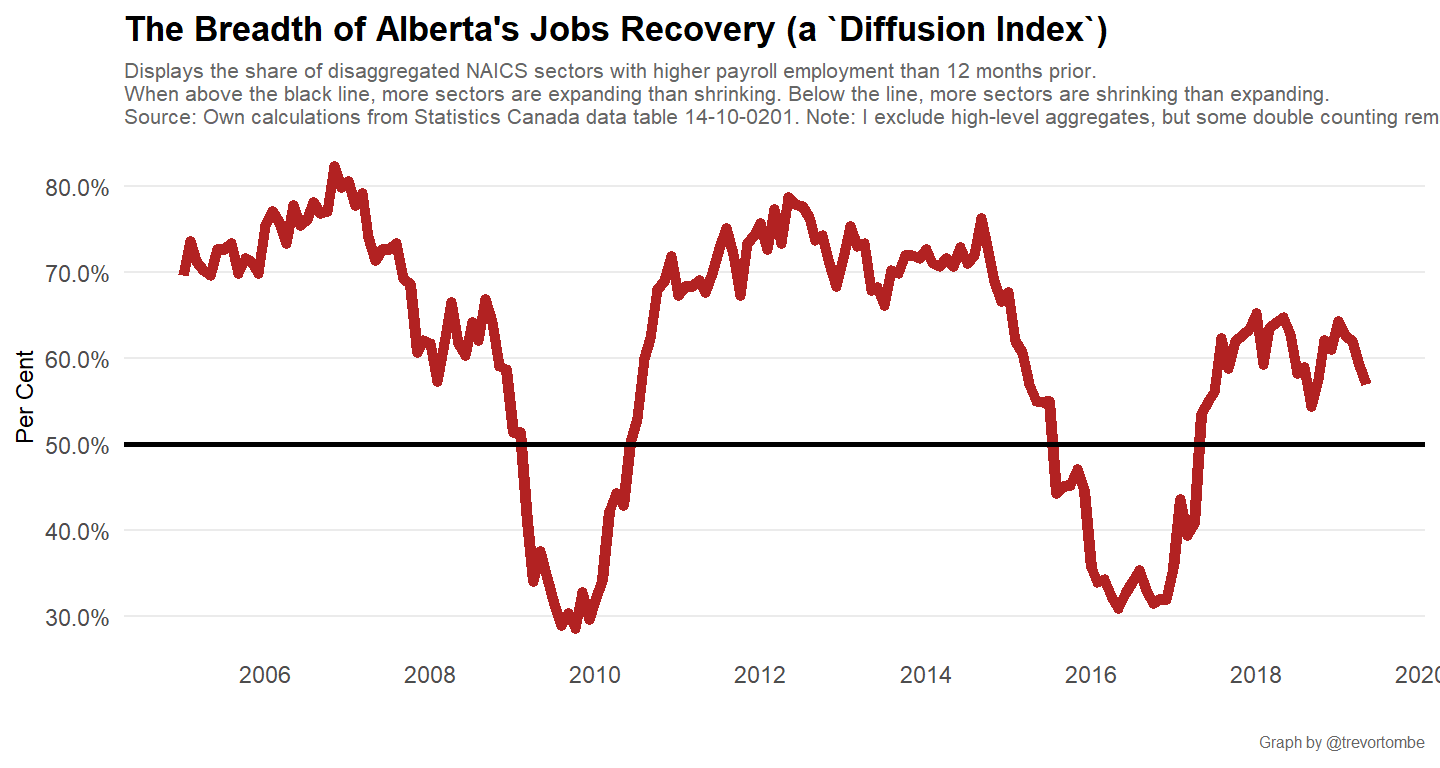 The Breadth of Alberta's Jobs Recovery (a `Diffusion Index`)
Displays the share of disaggregated NAICS sectors with higher payroll employment than 12 months prior.
When above the black line, more sectors are expanding than shrinking. Below the line, more sectors are shrinking than expanding.
Source: Own calculations from Statistics Canada data table 14-10-0201. Note: I exclude high-level aggregates, but some double counting rem
80.0%
70.0%
60.0%
50.0%
40.0%
30.0%
Per Cent
2006
2008
2010
2012
2014
2016
2018
2020
Graph by @trevortombe